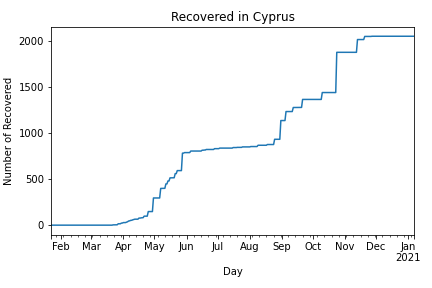 Recovered in Cyprus
Number of Recovered
2000
1500
1000
500
0
Feb Mar Apr May Jun Jul Aug Sep Oct Nov Dec Jan
2021
Day